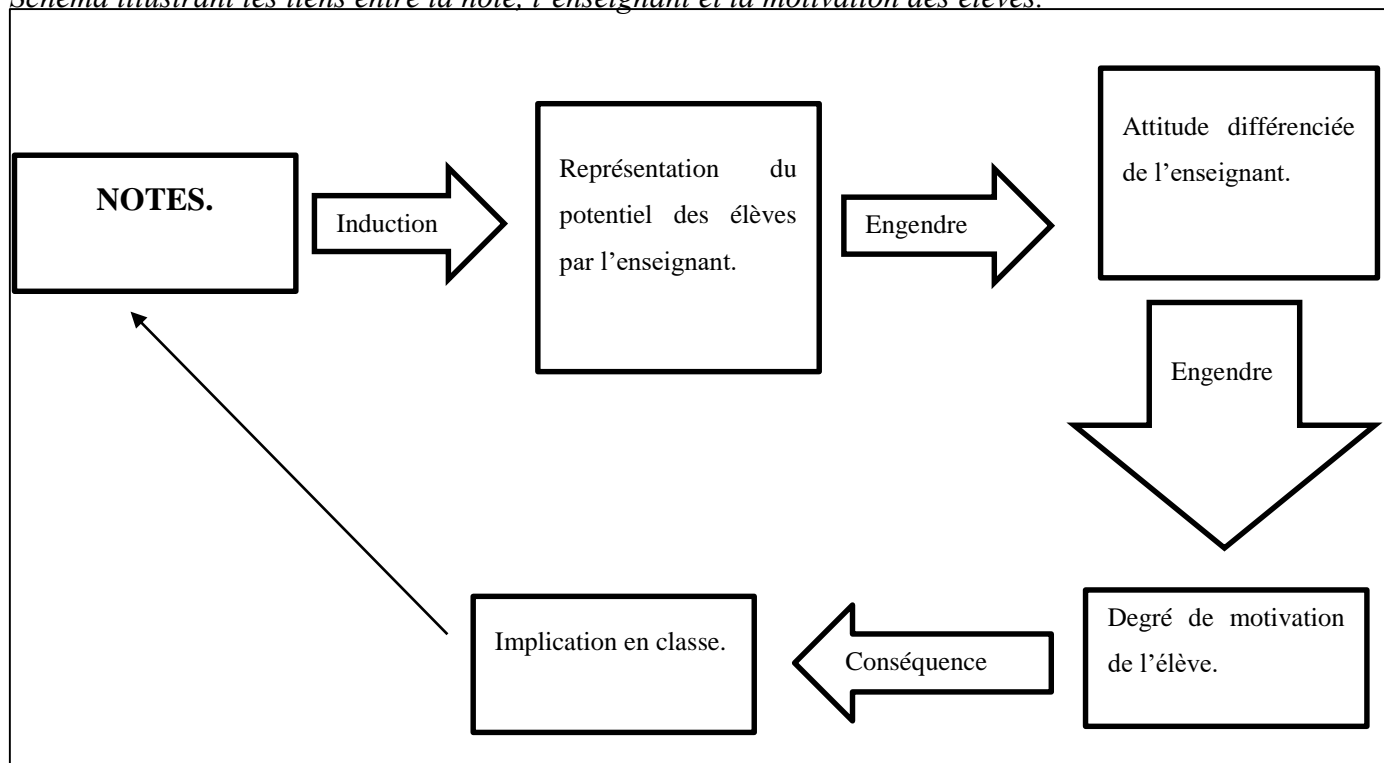 Schéma illustrant les liens entre la note, l’enseignant et la motivation des élèves.
NOTES.
Induction
Représentation du
potentiel des élèves
par l’enseignant.
Engendre
Attitude différenciée
de l’enseignant.
Engendre
Degré de motivation
de l’élève.
Conséquence
Implication en classe.